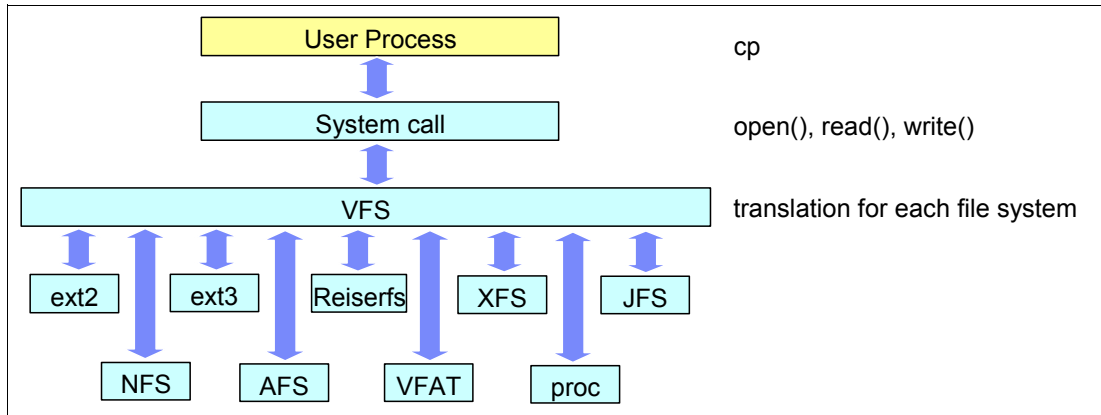 User Process
cp
System call
open(), read(), write()
VFS
translation for each file system
ext2
ext3
Reiserfs
XFS
JFS
NFS
AFS
VFAT
proc